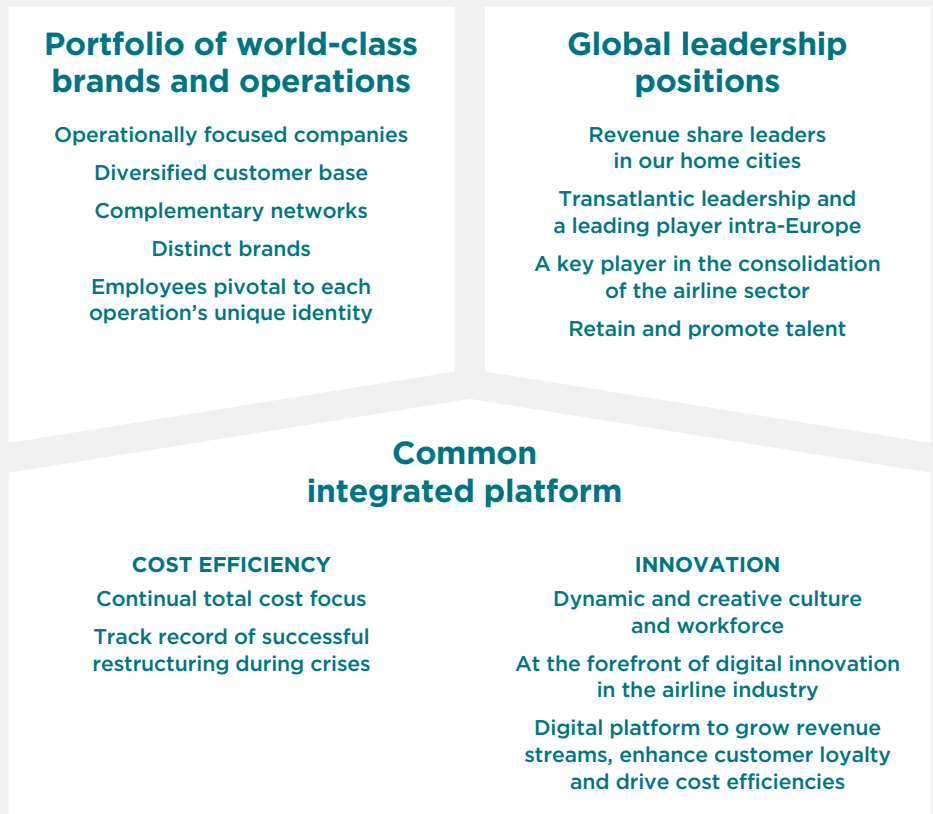 Portfolio of world-class
brands and operations
Operationally focused companies
Diversified customer base
Complementary networks
Distinct brands
Employees pivotal to each
operation's unique identity
Global leadership
positions
Revenue share leaders
in our home cities
Transatlantic leadership and
a leading player intra-Europe
A key player in the consolidation
of the airline sector
Retain and promote talent
Common
integrated platform
COST EFFICIENCY
Continual total cost focus
Track record of successful
restructuring during crises
INNOVATION
Dynamic and creative culture
and workforce
At the forefront of digital innovation
in the airline industry
Digital platform to grow revenue
streams, enhance customer loyalty
and drive cost efficiencies